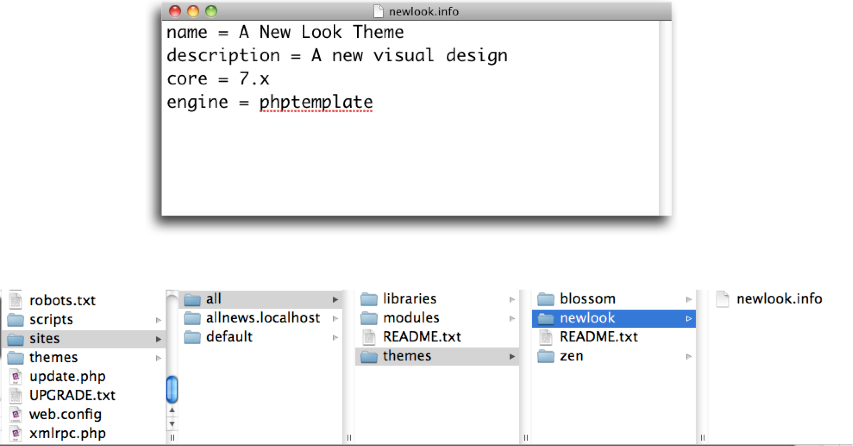 newlook.info
name = A New Look Theme
description = A new visual design
core = 7.x
engine = phptemplate
robots.txt
scripts
sites
themes
update.php
UPGRADE.txt
web.config
xmlrpc.php
all
allnews.localhost
default
libraries
modules
README.txt
themes
blossom
newlook
README.txt
zen
newlook.info